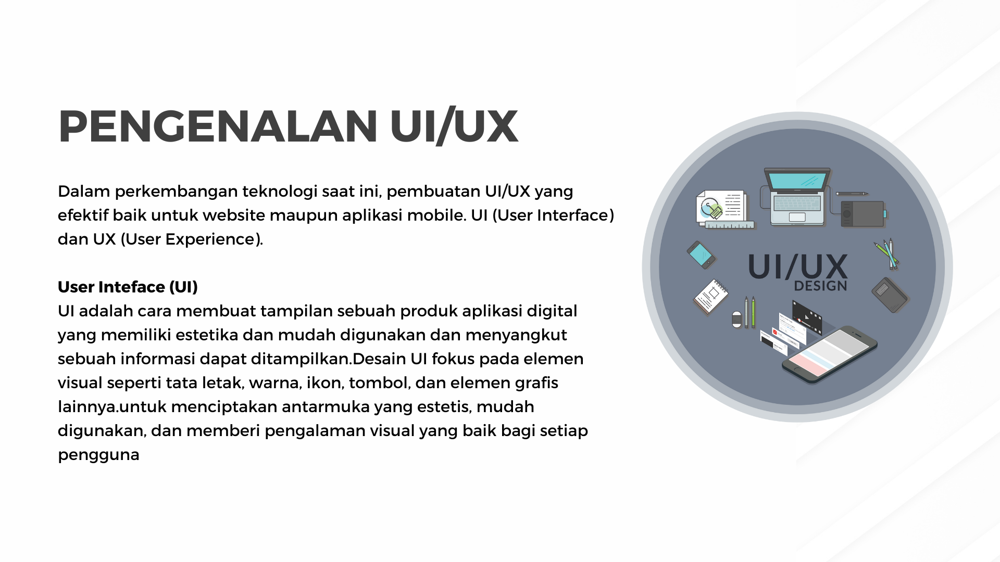 PENGENALAN UI/UX
Dalam perkembangan teknologi saat ini, pembuatan UI/UX yang
efektif baik untuk website maupun aplikasi mobile. UI (User Interface)
dan UX (User Experience).
User Inteface (UI)
UI adalah cara membuat tampilan sebuah produk aplikasi digital
yang memiliki estetika dan mudah digunakan dan menyangkut
sebuah informasi dapat ditampilkan.Desain UI fokus pada elemen
visual seperti tata letak, warna, ikon, tombol, dan elemen grafis
lainnya.untuk menciptakan antarmuka yang estetis, mudah
digunakan, dan memberi pengalaman visual yang baik bagi setiap
pengguna
UI/UX
DESIGN